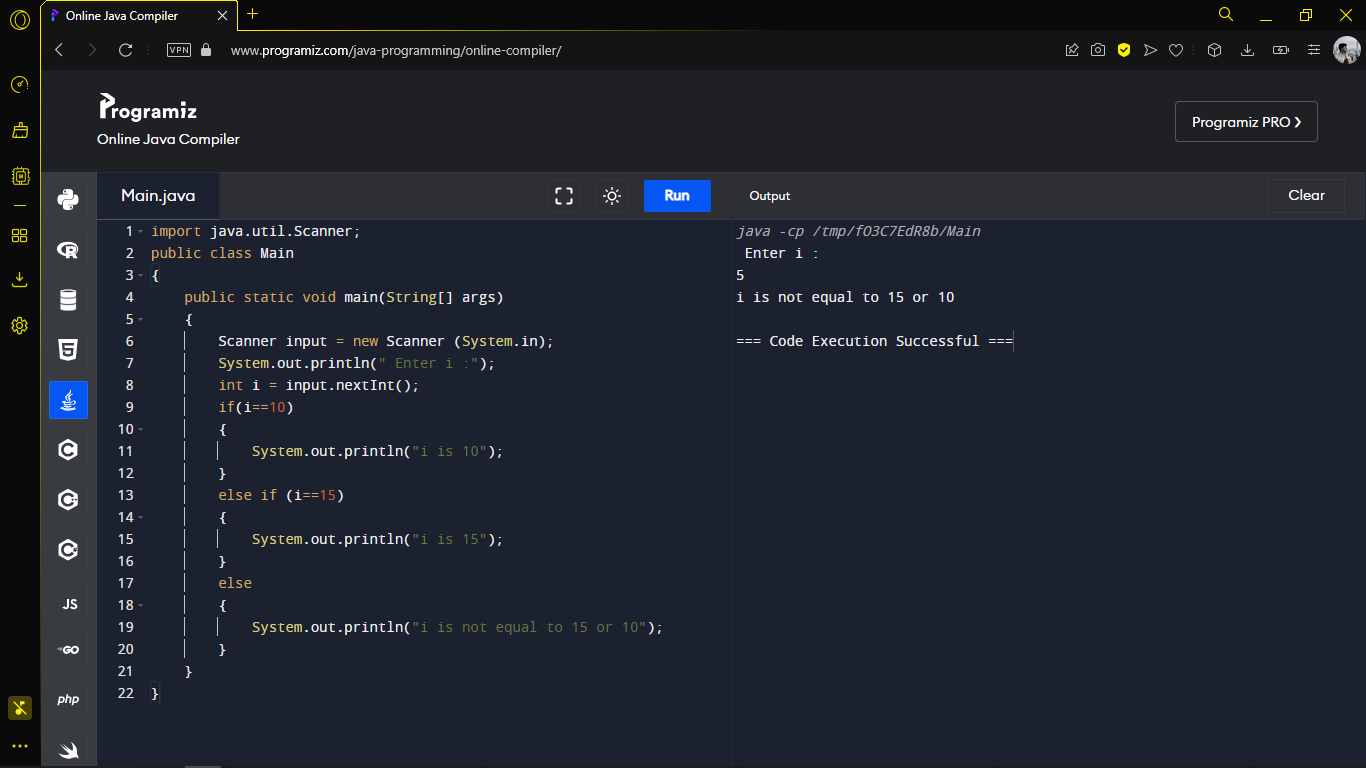 Online Java Compiler
VPN
www.programiz.com/java-programming/online-compiler/
Programiz
Online Java Compiler
Programiz PRO ❯
Main.java
Run
Output
Clear
1 import java.util.Scanner;
2 public class Main
3 {
4     public static void main(String[] args)
5     {
6         Scanner input = new Scanner (System.in);
7         System.out.println(" Enter i :");
8         int i = input.nextInt();
9         if(i==10)
10         {
11             System.out.println("i is 10");
12         }
13         else if (i==15)
14         {
15             System.out.println("i is 15");
16         }
17         else
18         {
19             System.out.println("i is not equal to 15 or 10");
20         }
21     }
22 }
java -cp /tmp/fO3C7EdR8b/Main
 Enter i :
5
i is not equal to 15 or 10
=== Code Execution Successful ===
R
5
C
C
C
JS
GO
php
M